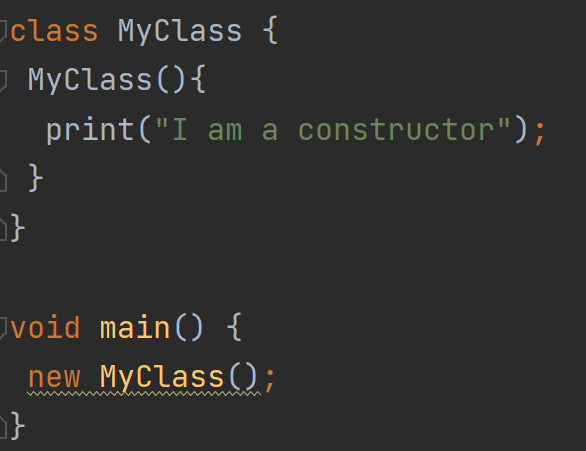 class MyClass {
 MyClass(){
  print("I am a constructor");
 }
}

void main() {
 new MyClass();
}